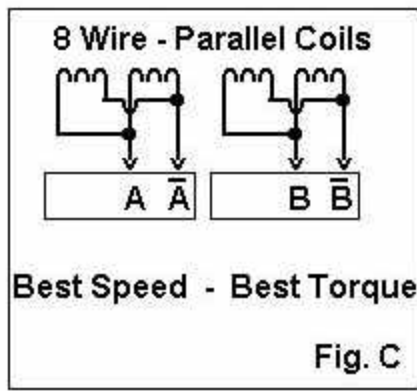 8 Wire - Parallel Coils
A A̅ B B̅
Best Speed - Best Torque
Fig. C